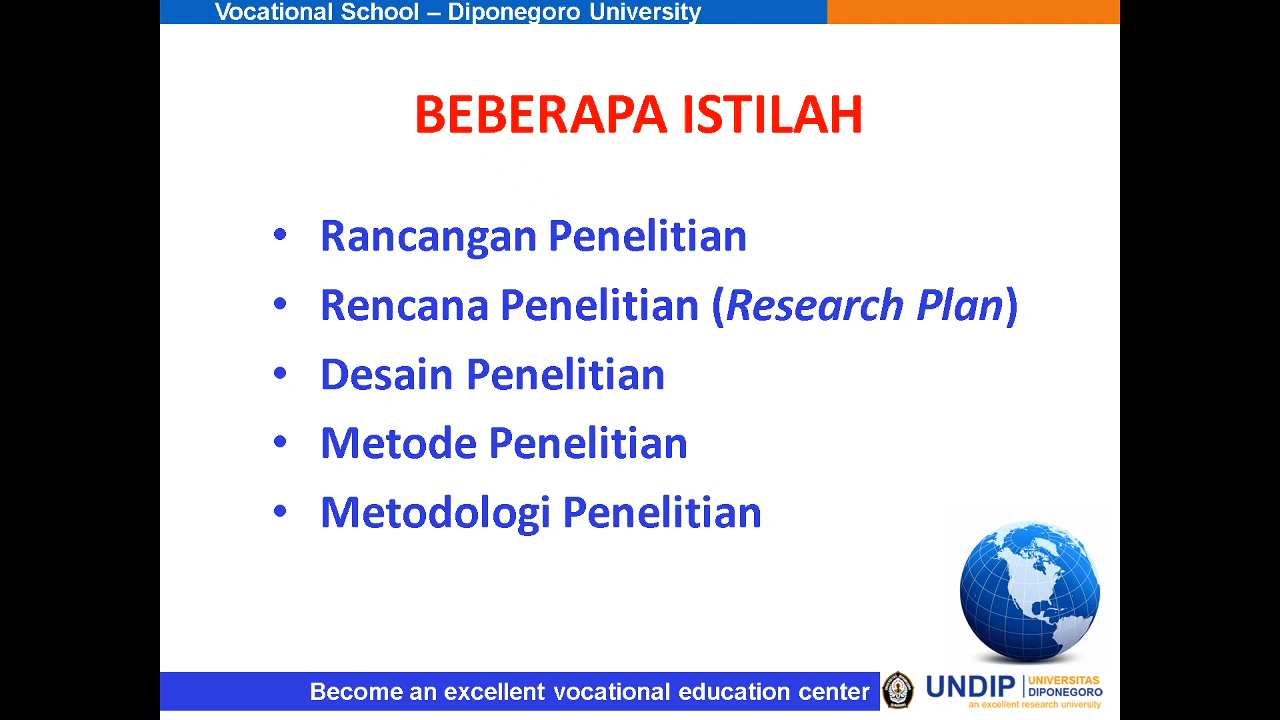 Vocational School – Diponegoro University
BEBERAPA ISTILAH
• Rancangan Penelitian
• Rencana Penelitian (Research Plan)
• Desain Penelitian
• Metode Penelitian
• Metodologi Penelitian
Become an excellent vocational education center
UNDIP UNIVERSITAS
DIPONEGORO
an excellent research university